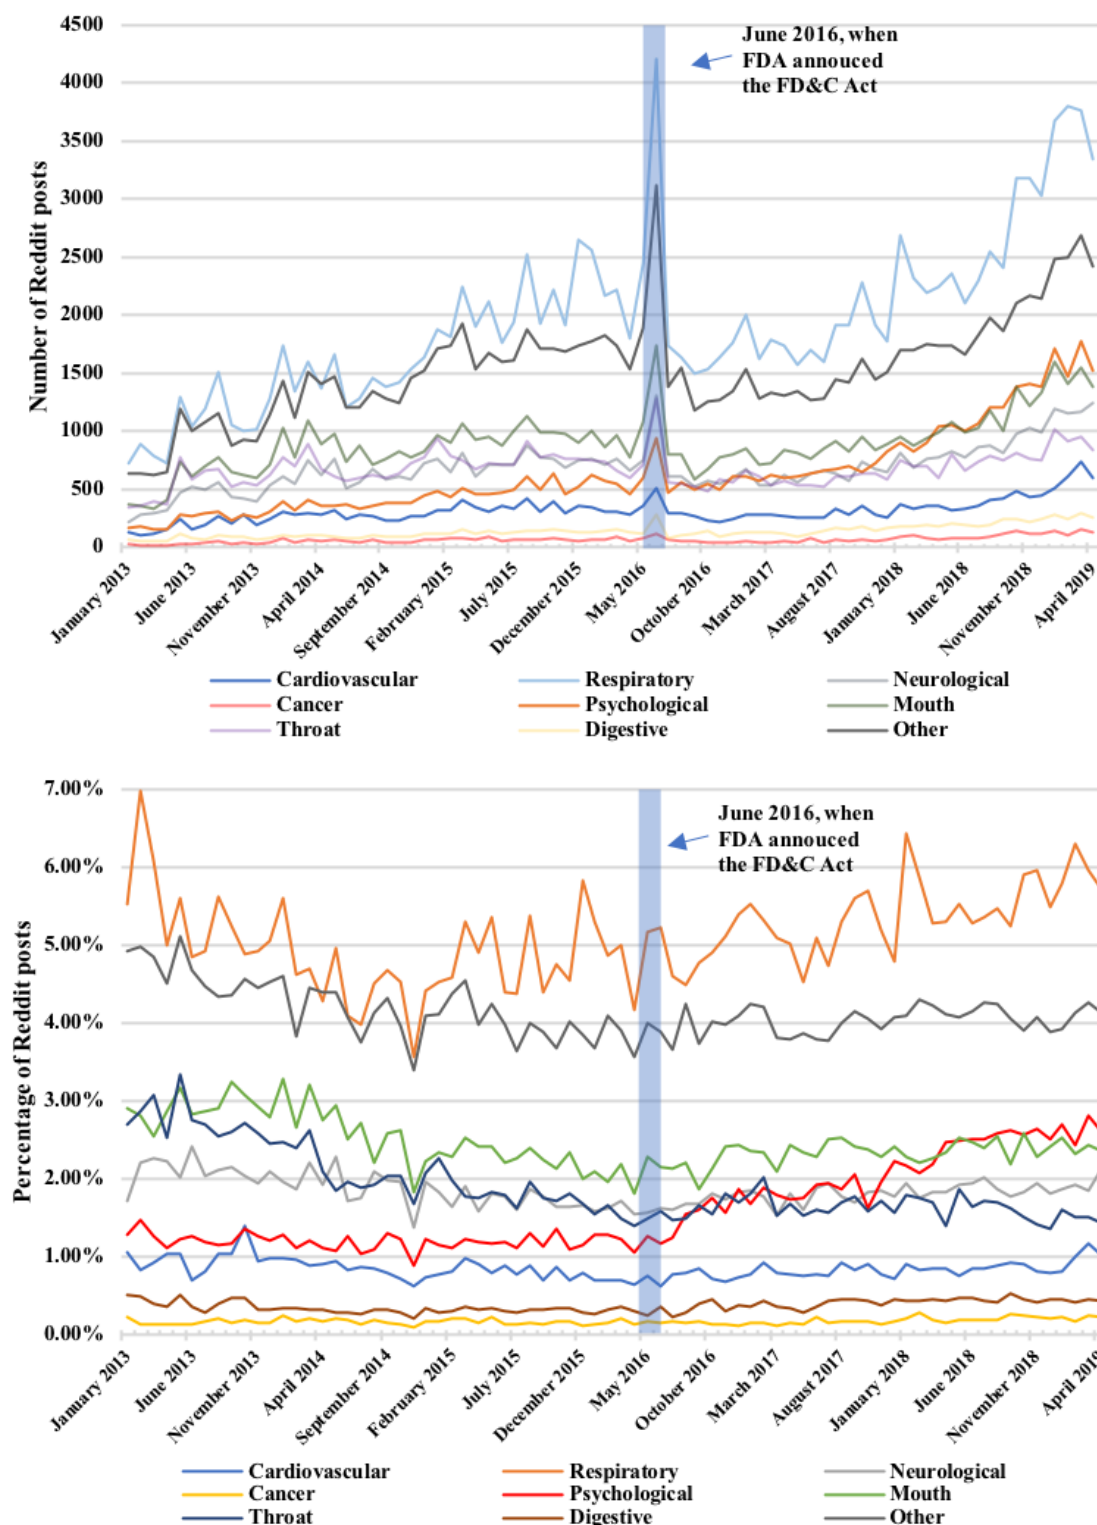 4500
4000
3500
3000
2500
2000
1500
1000
500
0
Number of Reddit posts
June 2016, when
FDA annouced
the FD&C Act
January 2013
June 2013
November 2013
April 2014
September 2014
February 2015
July 2015
December 2015
May 2016
October 2016
March 2017
August 2017
January 2018
June 2018
November 2018
April 2019
Cardiovascular Respiratory Neurological
Cancer Psychological Mouth
Throat Digestive Other
7.00%
6.00%
5.00%
4.00%
3.00%
2.00%
1.00%
0.00%
Percentage of Reddit posts
June 2016, when
FDA annouced
the FD&C Act
January 2013
June 2013
November 2013
April 2014
September 2014
February 2015
July 2015
December 2015
May 2016
October 2016
March 2017
August 2017
January 2018
June 2018
November 2018
April 2019
Cardiovascular Respiratory Neurological
Cancer Psychological Mouth
Throat Digestive Other